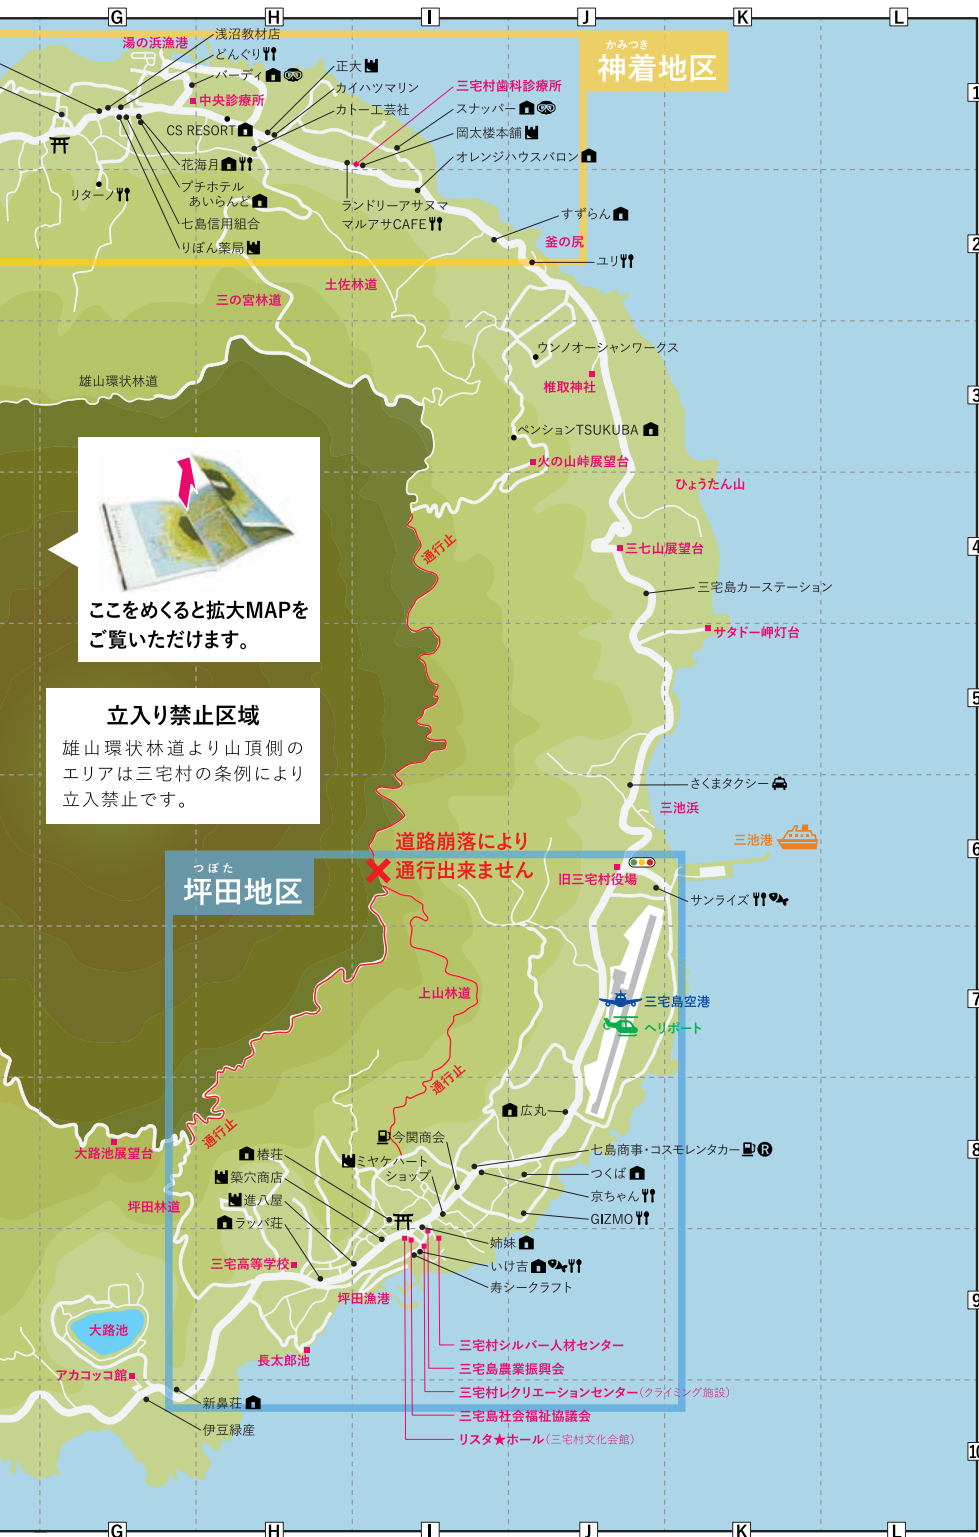 G
H
I
J
K
L
浅沼教材店
湯の浜漁港
どんぐり
バーディ
中央診療所
CS RESORT
花海月
プチホテル
あいらんど
七島信用組合
りぼん薬局
リターノ
正大
カイハツマリン
カトー工芸社
三宅村歯科診療所
スナッパー
岡太楼本舗
オレンジハウスバロン
ランドリーアサヌマ
マルアサCAFE
かみつき
神着地区
1
すずらん
釜の尻
ユリ
2
土佐林道
三の宮林道
雄山環状林道
ウンノオーシャンワークス
椎取神社
3
ペンションTSUKUBA
火の山峠展望台
ひょうたん山
通行止
三七山展望台
4
ここをめくると拡大MAPを
ご覧いただけます。
三宅島カーステーション
サタドー岬灯台
立入り禁止区域
雄山環状林道より山頂側の
エリアは三宅村の条例により
立入禁止です。
5
さくまタクシー
三池浜
三池港
6
道路崩落により
通行出来ません
つぼた
坪田地区
旧三宅村役場
サンライズ
上山林道
三宅島空港
ヘリポート
7
通行止
広丸
通行止
大路池展望台
8
今関商会
七島商事・コスモレンタカー
R
椿荘
ミヤケハート
ショップ
築穴商店
つくば
進八屋
京ちゃん
坪田林道
ラッパ荘
GIZMO
姉妹
三宅高等学校
いけ吉
寿シークラフト
坪田漁港
9
大路池
長太郎池
アカコッコ館
三宅村シルバー人材センター
三宅島農業振興会
三宅村レクリエーションセンター(クライミング施設)
三宅島社会福祉協議会
リスタ★ホール(三宅村文化会館)
新鼻荘
伊豆緑産
10
G
H
I
J
K
L